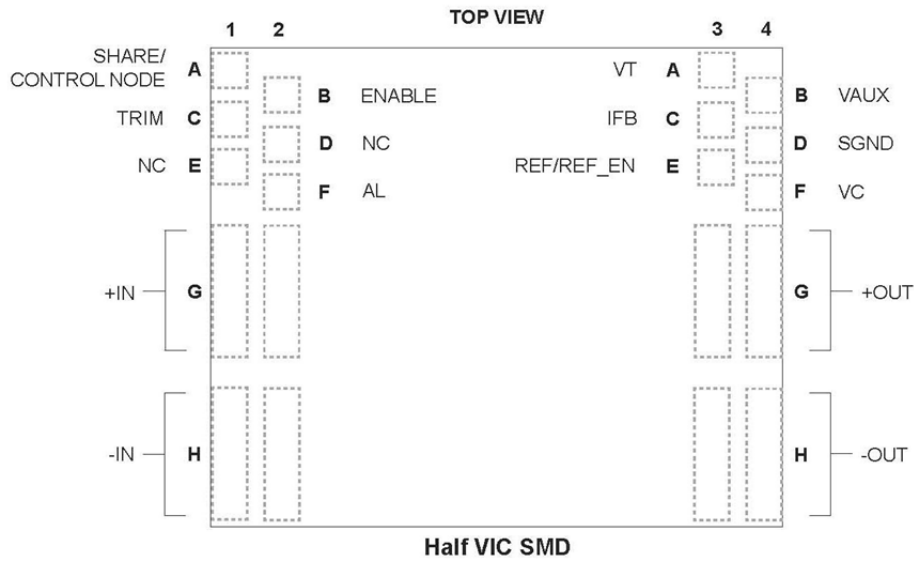 TOP VIEW
1 2 3 4
SHARE/
CONTROL NODE A
VT A
B ENABLE
B VAUX
TRIM C
IFB C
D NC
D SGND
NC E
REF/REF_EN E
F AL
F VC
+IN G
G +OUT
-IN H
H -OUT
Half VIC SMD